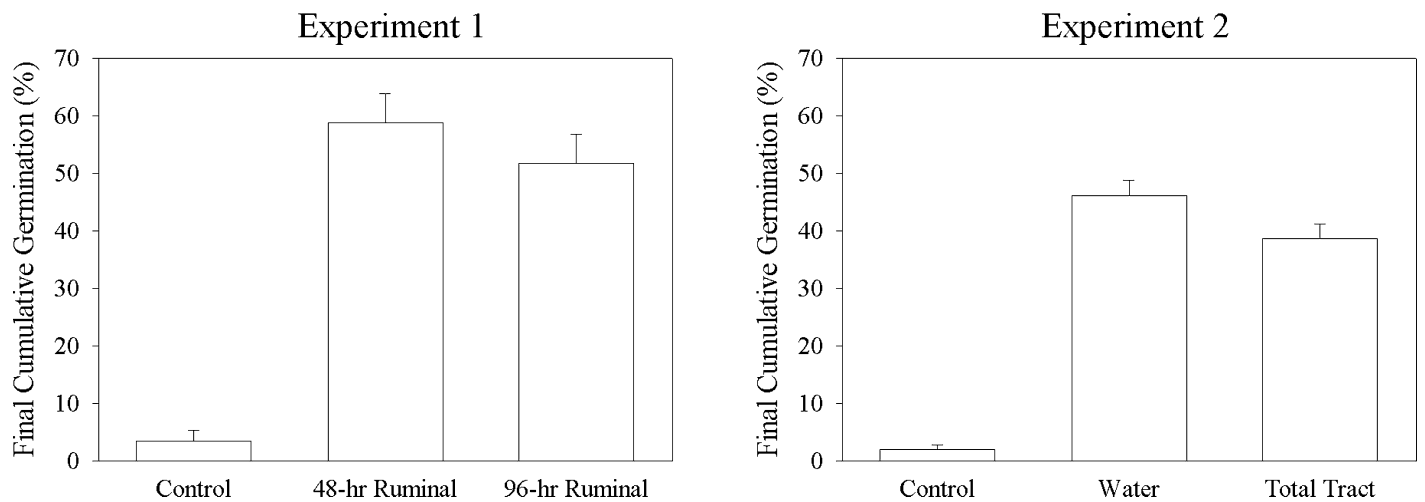 Experiment 1
Final Cumulative Germination (%)
70
60
50
40
30
20
10
0
Control
48-hr Ruminal
96-hr Ruminal
Experiment 2
Final Cumulative Germination (%)
70
60
50
40
30
20
10
0
Control
Water
Total Tract